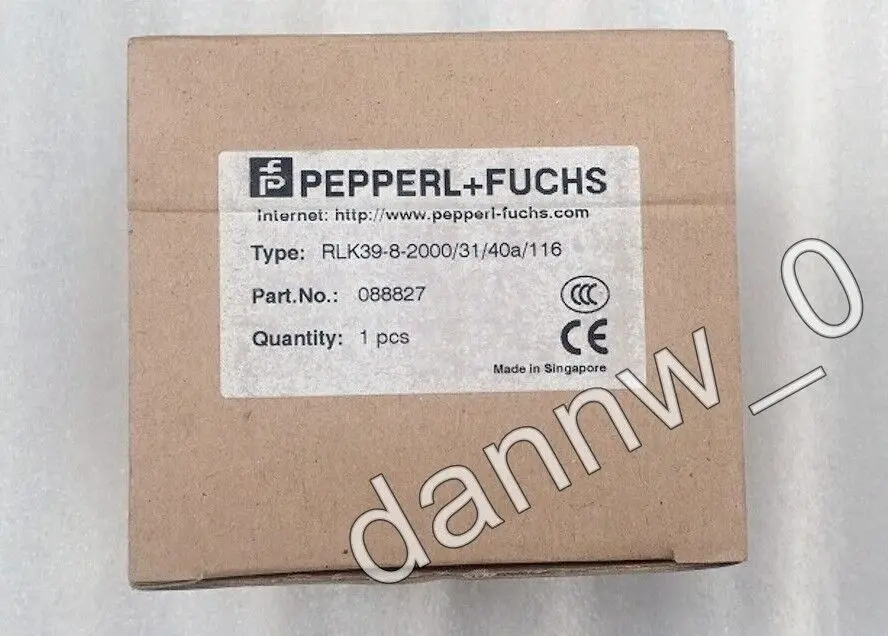 PEPPERL+FUCHS
Internet: http://www.pepperl-fuchs.com
Type: RLK39-8-2000/31/40a/116
Part.No.: 088827
CCC
Quantity: 1 pcs
CE
Made in Singapore
dannw_0